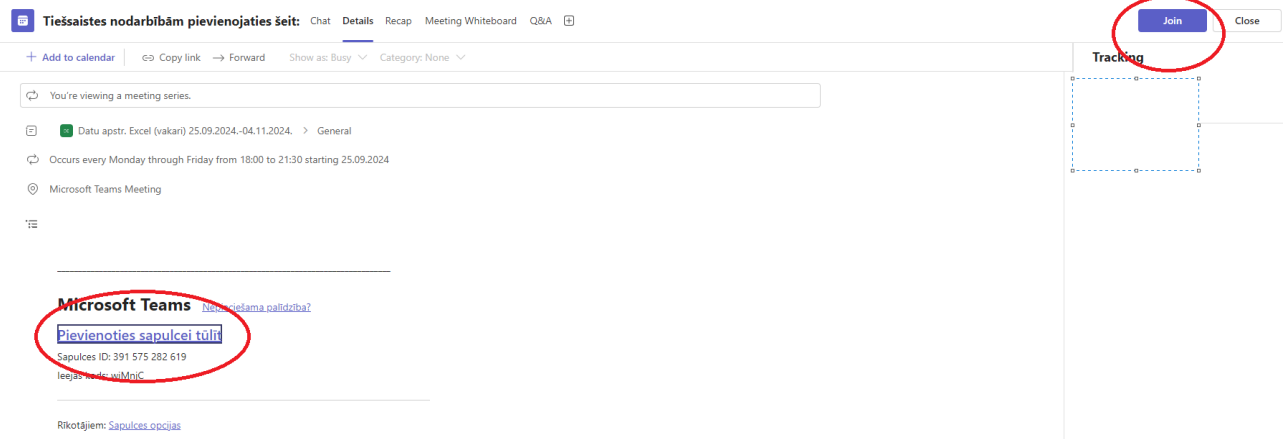 Tiešsaistes nodarbībām pievienojaties šeit: Chat Details Recap Meeting Whiteboard Q&A
Join Close
+ Add to calendar Copy link Forward Show as: Busy Category: None
Tracking
You're viewing a meeting series.
Datu apstr. Excel (vakari) 25.09.2024.-04.11.2024. > General
Occurs every Monday through Friday from 18:00 to 21:30 starting 25.09.2024
Microsoft Teams Meeting
Microsoft Teams Nepieciešama palīdzība?
Pievienoties sapulcei tūlīt
Sapulces ID: 391 575 282 619
Ieejas kods: wiMniC
Rīkotājiem: Sapulces opcijas